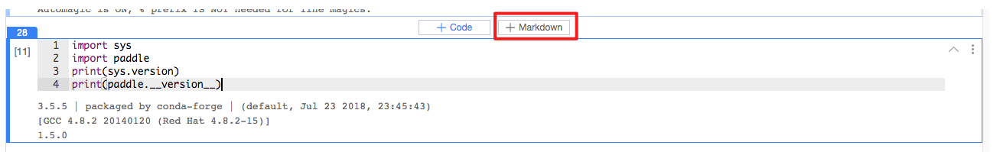 Automagic is ON, % prefix IS NOT needed for line magics.
+ Code + Markdown
28
[11] 1 import sys
2 import paddle
3 print(sys.version)
4 print(paddle.__version__)
3.5.5 | packaged by conda-forge | (default, Jul 23 2018, 23:45:43)
[GCC 4.8.2 20140120 (Red Hat 4.8.2-15)]
1.5.0